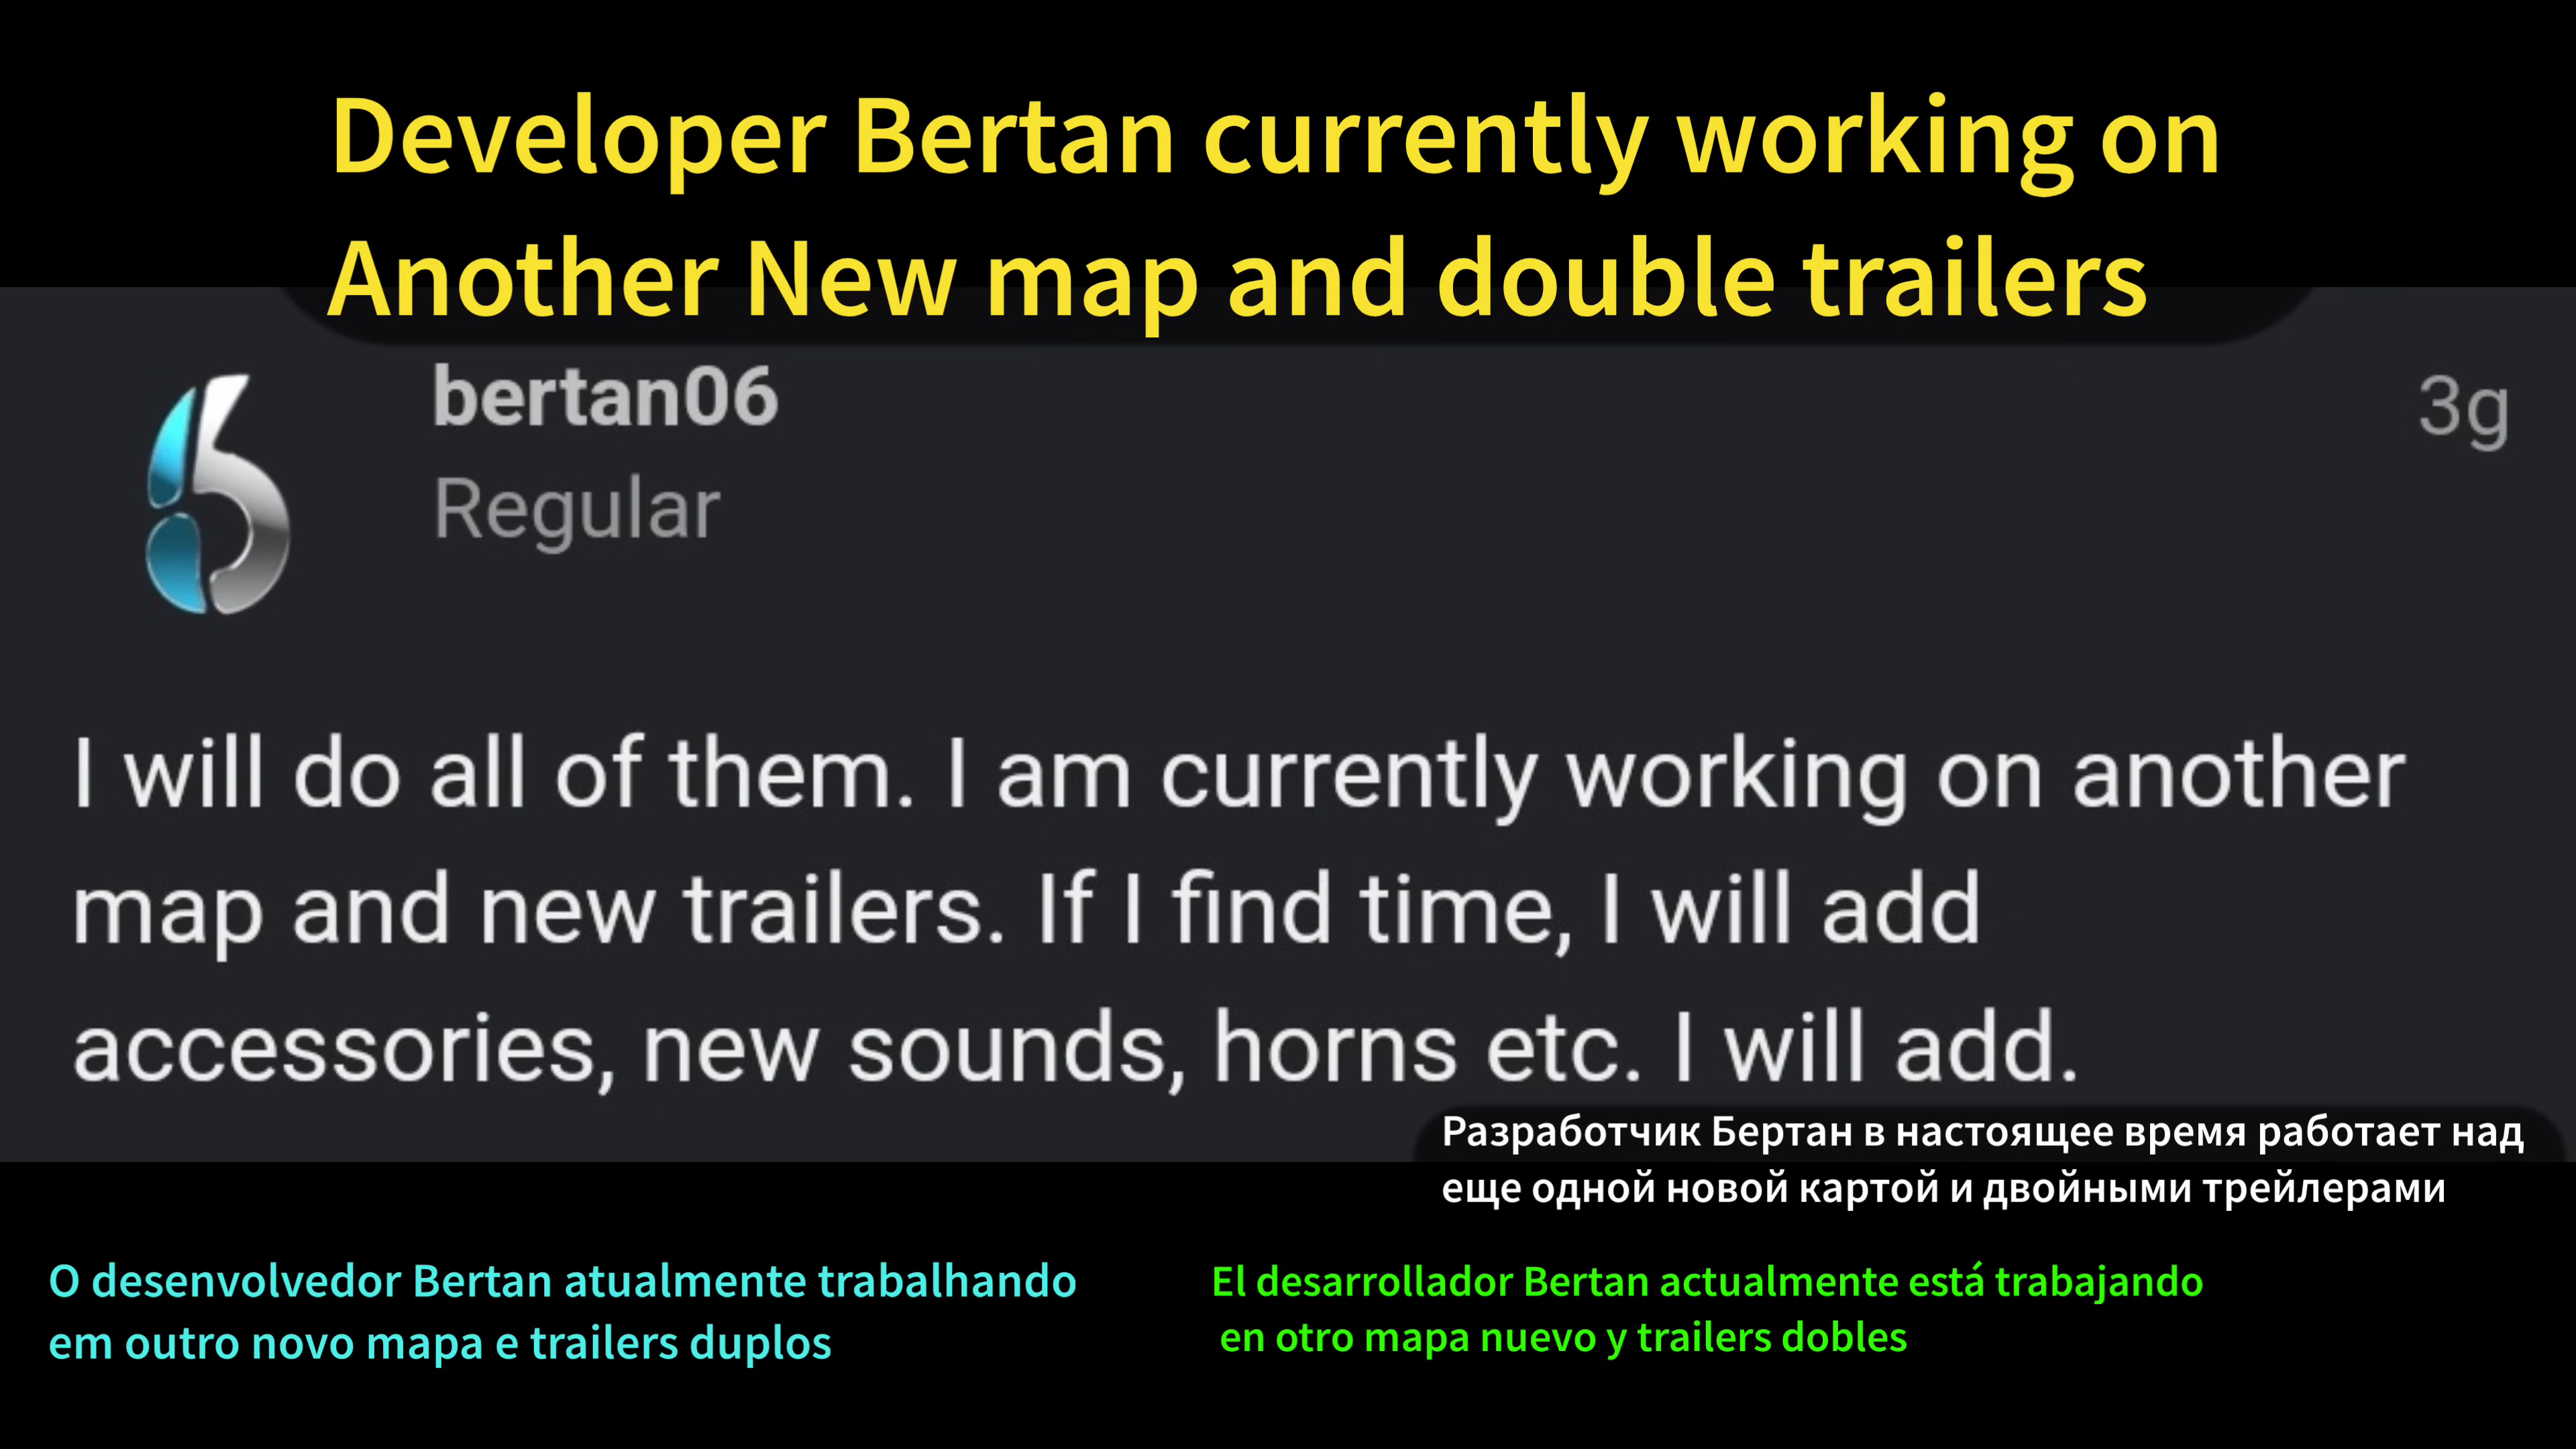 Developer Bertan currently working on
Another New map and double trailers
bertan06
3g
Regular
I will do all of them. I am currently working on another
map and new trailers. If I find time, I will add
accessories, new sounds, horns etc. I will add.
Разработчик Бертан в настоящее время работает над
еще одной новой картой и двойными трейлерами
O desenvolvedor Bertan atualmente trabalhando
em outro novo mapa e trailers duplos
El desarrollador Bertan actualmente está trabajando
en otro mapa nuevo y trailers dobles